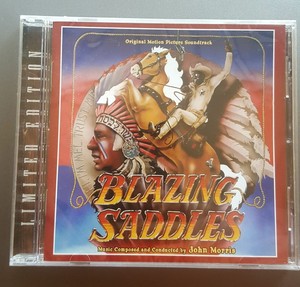 Original Motion Picture Soundtrack
LIMITED EDITION
BLAZING
SADDLES
Music Composed and Conducted by John Morris